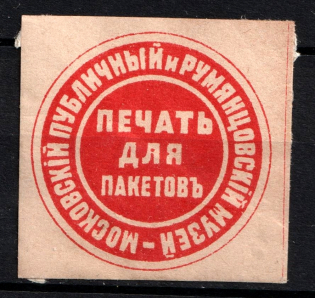 МОСКОВСКІЙ ПУБЛИЧНЫЙ и РУМЯНЦОВСКІЙ МУЗЕЙ –
ПЕЧАТЬ
ДЛЯ
ПАКЕТОВЪ